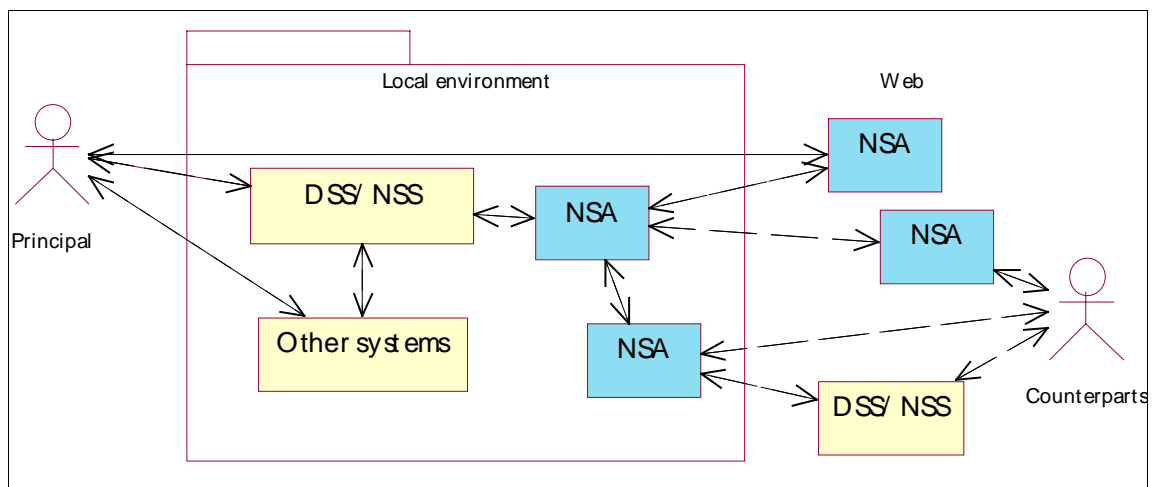 Local environment
Web
NSA
DSS/ NSS
NSA
NSA
Principal
Other systems
NSA
Counterparts
DSS/ NSS